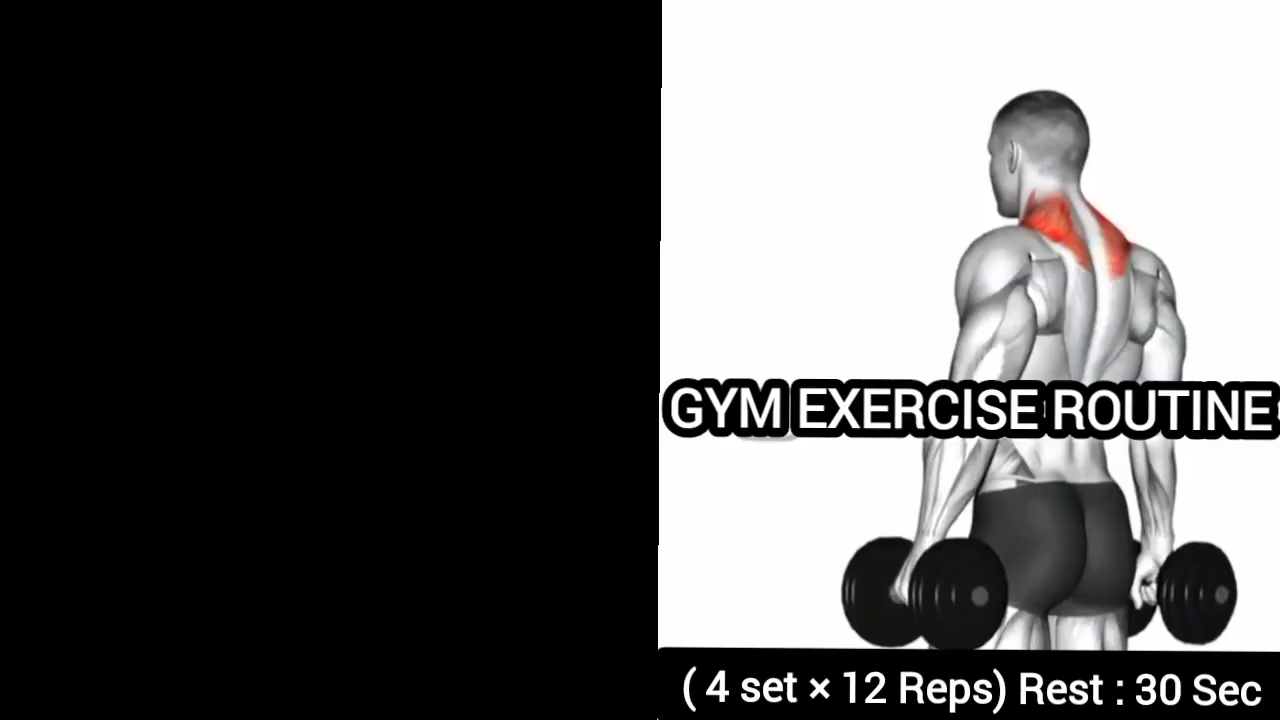 GYM EXERCISE ROUTINE
( 4 set × 12 Reps) Rest : 30 Sec